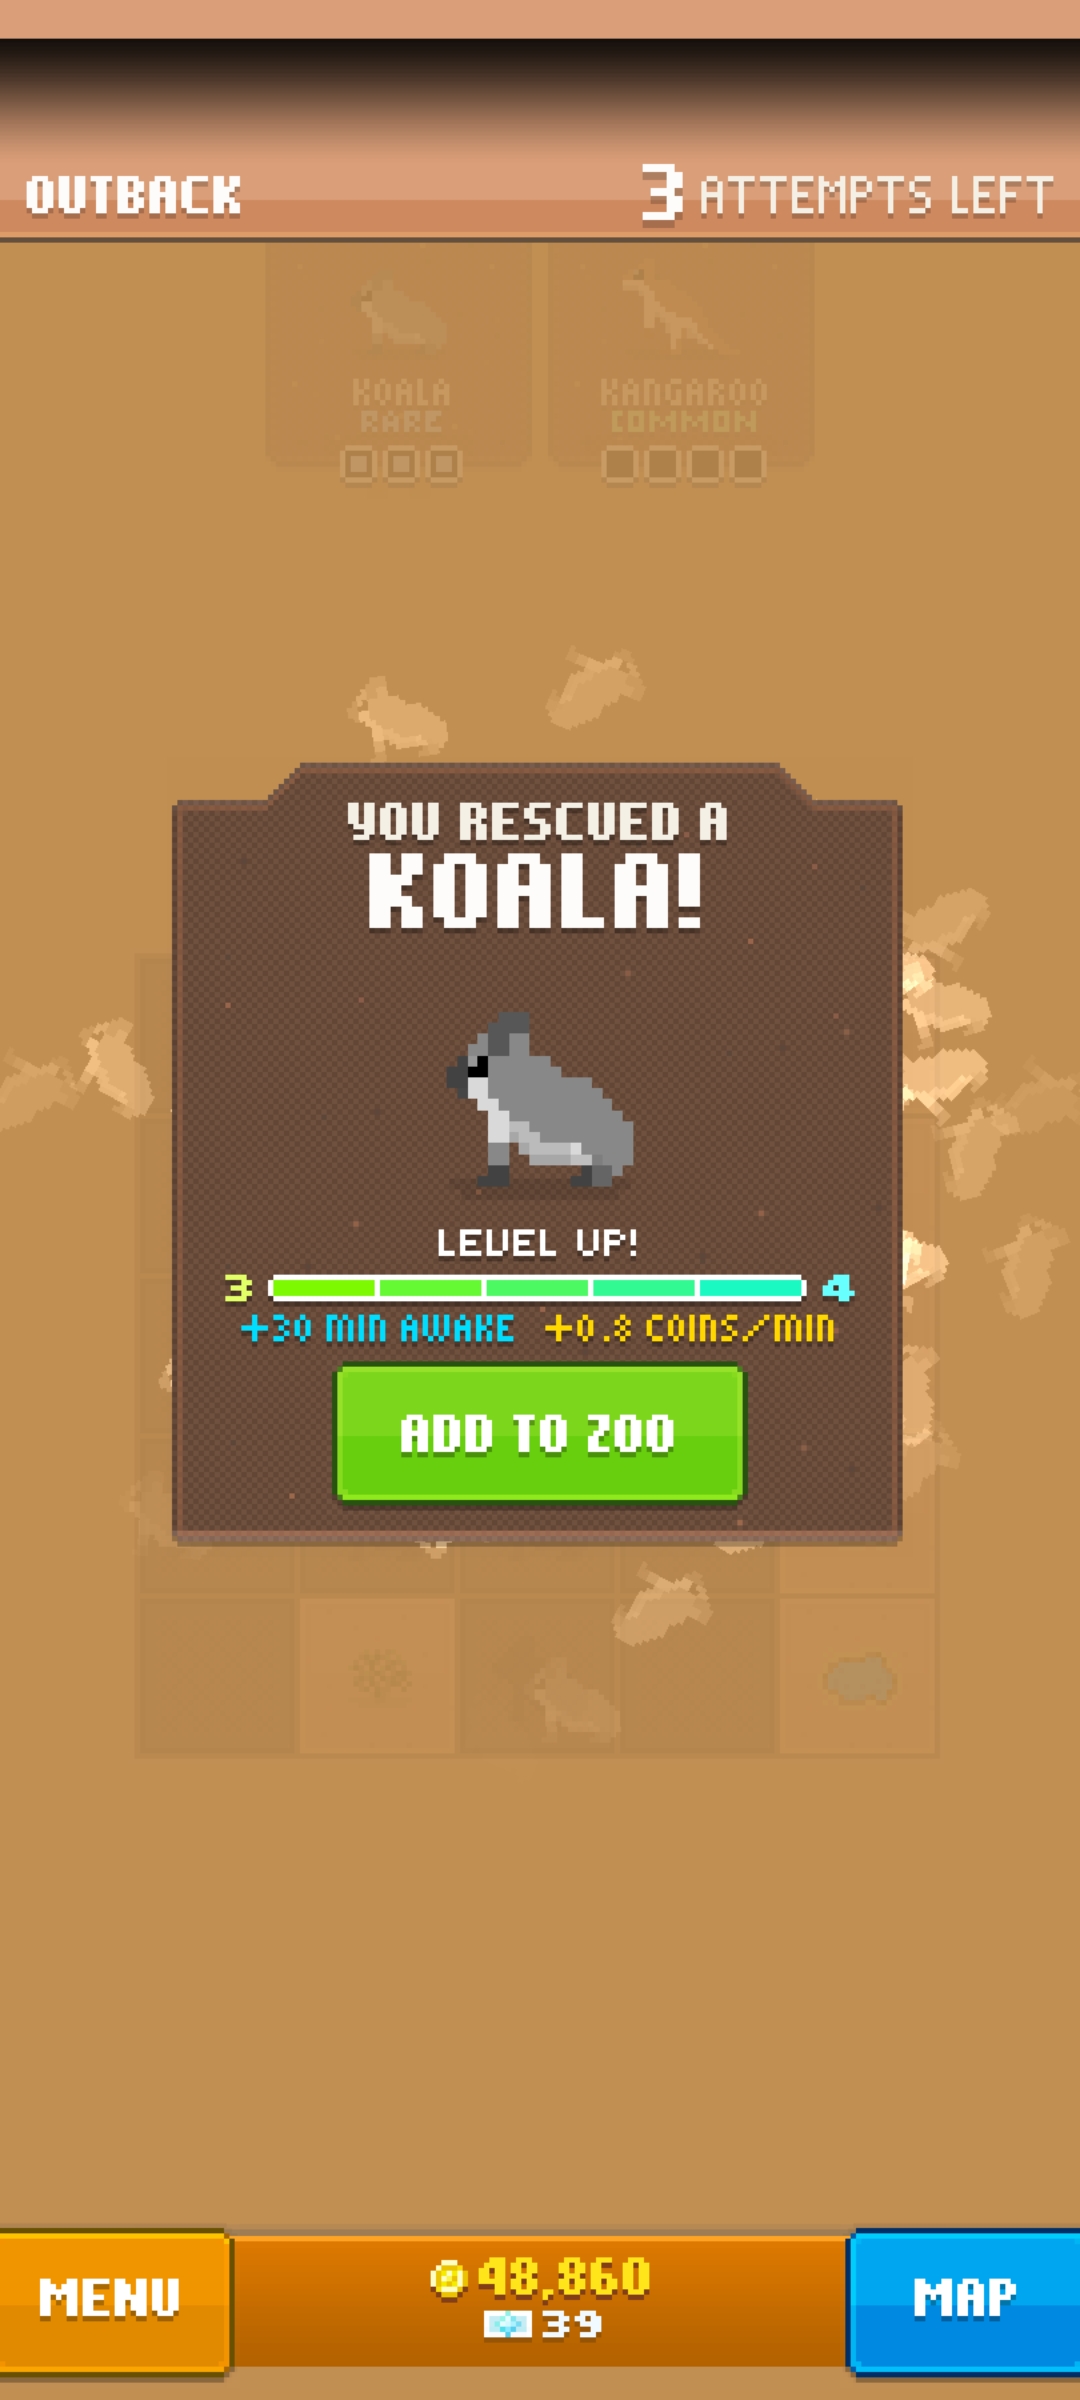 OUTBACK
3 ATTEMPTS LEFT
KOALA
RARE
KANGAROO
COMMON
YOU RESCUED A
KOALA!
LEVEL UP!
3 4
+30 MIN AWAKE +0.8 COINS/MIN
ADD TO ZOO
MENU
48,860
39
MAP